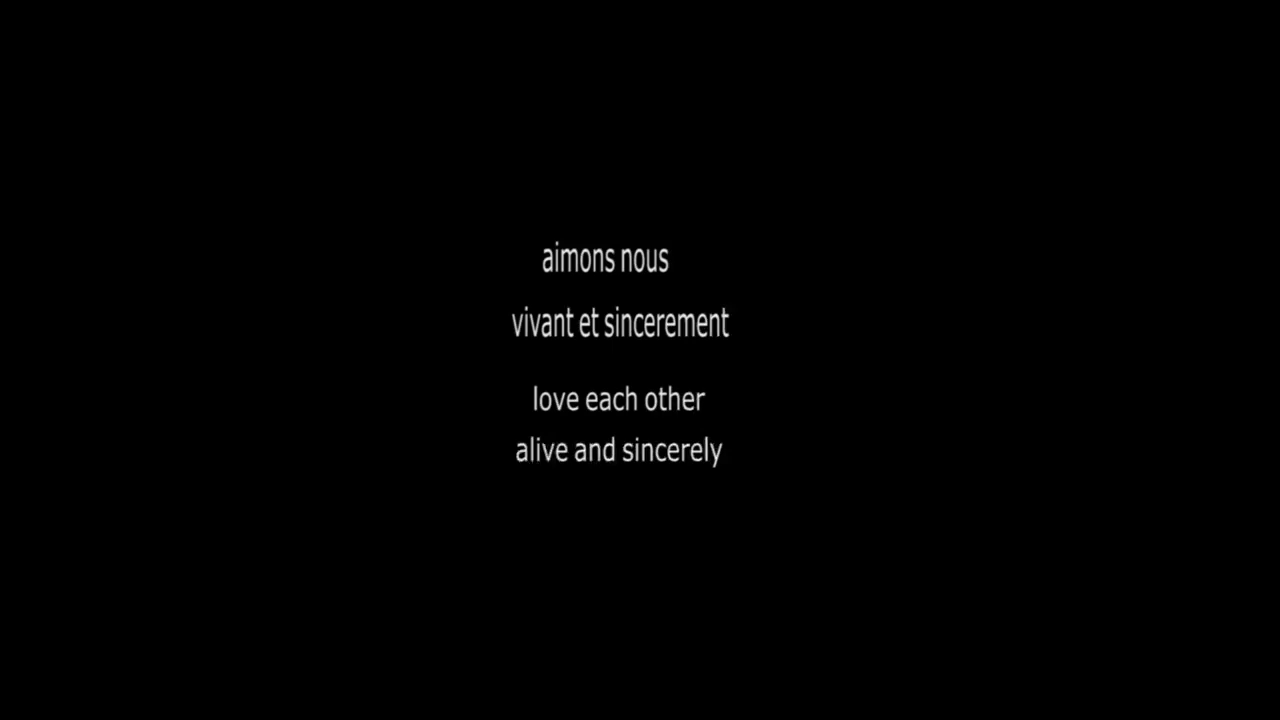 aimons nous
vivant et sincerement
love each other
alive and sincerely